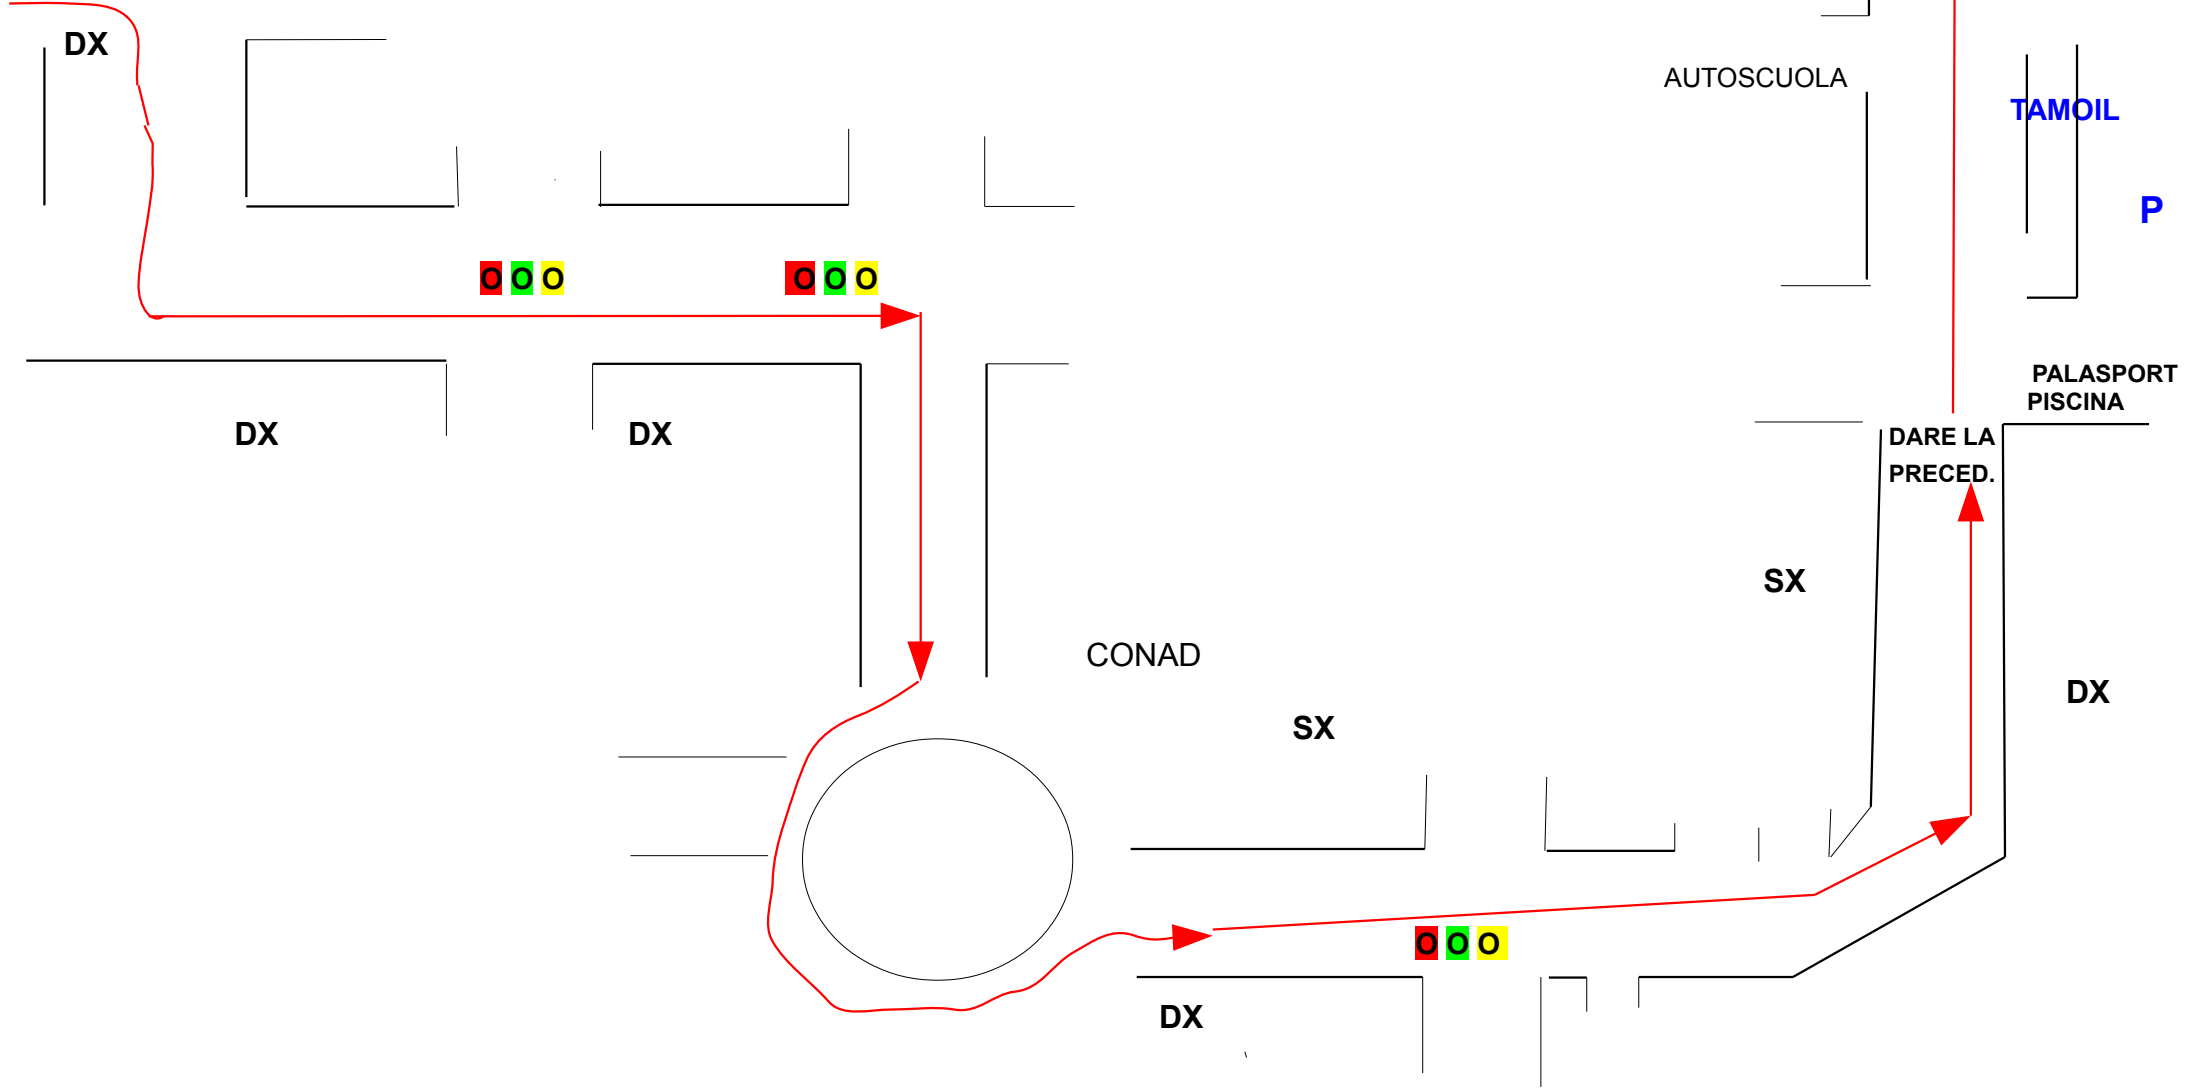 DX
AUTOSCUOLA
TAMOIL
P
O O O
O O O
PALASPORT
PISCINA
DX
DX
DARE LA
PRECED.
SX
CONAD
DX
SX
O O O
DX